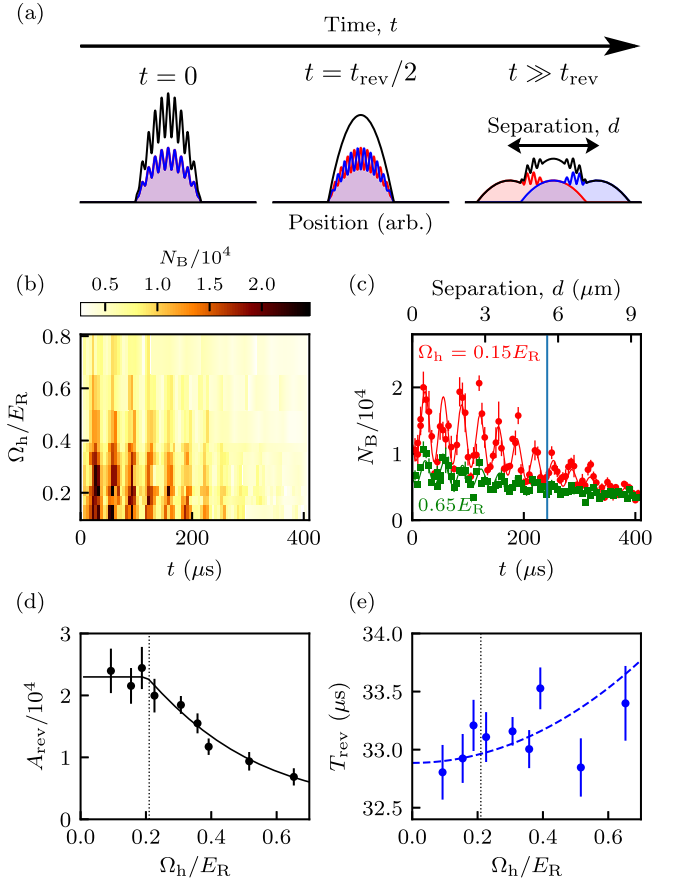 (a)
Time, t
t = 0
t = t_rev/2
t ≫ t_rev
Separation, d
Position (arb.)
(b)
N_B/10^4
0.5 1.0 1.5 2.0
Ω_h/E_R
0.8
0.6
0.4
0.2
0 200 400
t (μs)
(c)
Separation, d (μm)
0 3 6 9
Ω_h = 0.15E_R
0.65E_R
N_B/10^4
2
1
0
0 200 400
t (μs)
(d)
A_rev/10^4
3
2
1
0
0.0 0.2 0.4 0.6
Ω_h/E_R
(e)
T_rev (μs)
34.0
33.5
33.0
32.5
0.0 0.2 0.4 0.6
Ω_h/E_R